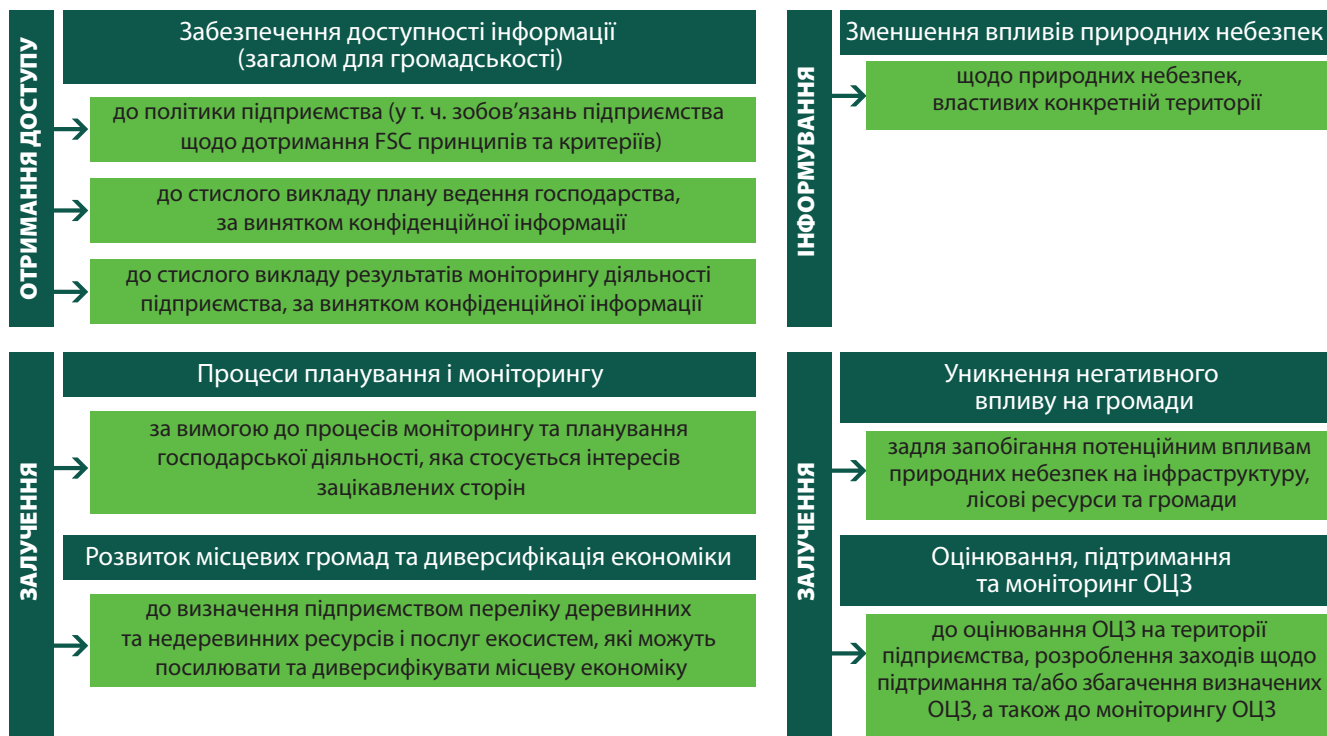 ОТРИМАННЯ ДОСТУПУ
Забезпечення доступності інформації
(загалом для громадськості)
до політики підприємства (у т. ч. зобов’язань підприємства
щодо дотримання FSC принципів та критеріїв)
до стислого викладу плану ведення господарства,
за винятком конфіденційної інформації
до стислого викладу результатів моніторингу діяльності
підприємства, за винятком конфіденційної інформації
ІНФОРМУВАННЯ
Зменшення впливів природних небезпек
щодо природних небезпек,
властивих конкретній території
ЗАЛУЧЕННЯ
Процеси планування і моніторингу
за вимогою до процесів моніторингу та планування
господарської діяльності, яка стосується інтересів
зацікавлених сторін
Розвиток місцевих громад та диверсифікація економіки
до визначення підприємством переліку деревинних
та недеревинних ресурсів і послуг екосистем, які можуть
посилювати та диверсифікувати місцеву економіку
ЗАЛУЧЕННЯ
Уникнення негативного
впливу на громади
задля запобігання потенційним впливам
природних небезпек на інфраструктуру,
лісові ресурси та громади
Оцінювання, підтримання
та моніторинг ОЦЗ
до оцінювання ОЦЗ на території
підприємства, розроблення заходів щодо
підтримання та/або збагачення визначених
ОЦЗ, а також до моніторингу ОЦЗ